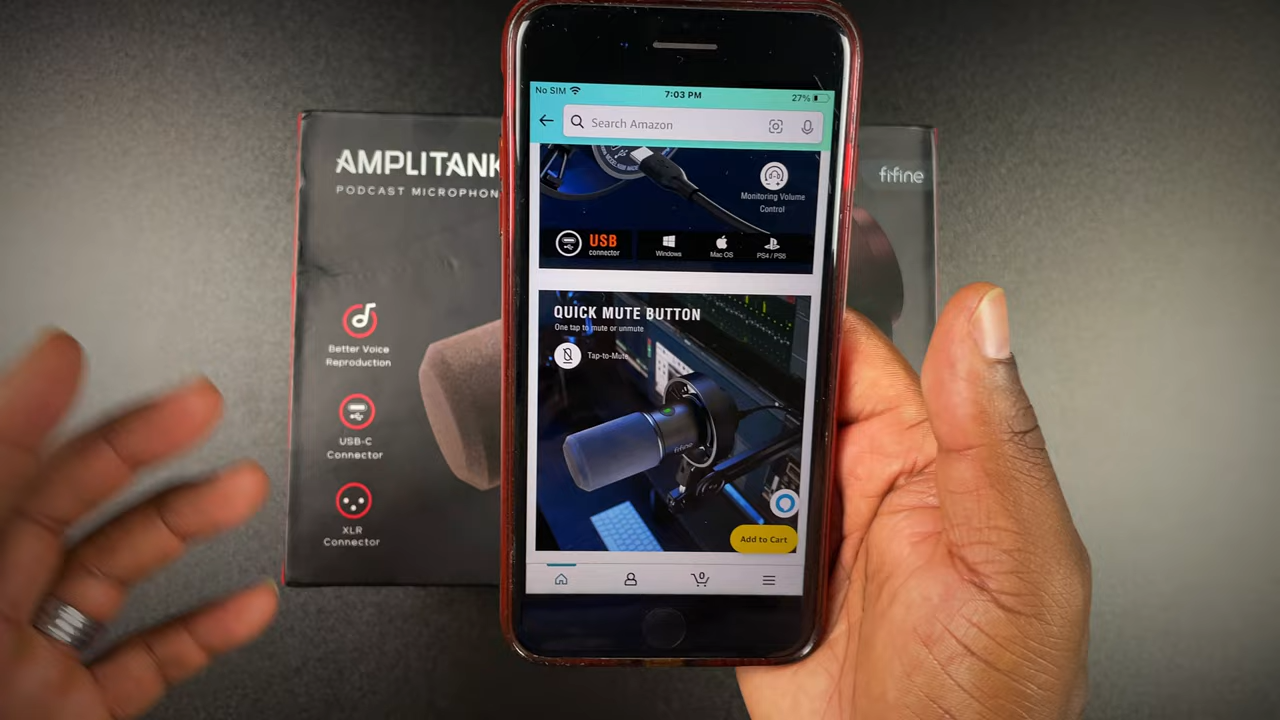 AMPLITANK
PODCAST MICROPHON
fifine
Better Voice
Reproduction
USB-C
Connector
XLR
Connector
No SIM
7:03 PM
27%
Search Amazon
Monitoring Volume
Control
USB
connector
Windows
Mac OS
PS4 / PS5
QUICK MUTE BUTTON
One tap to mute or unmute
Tap-to-Mute
fifine
Add to Cart
0